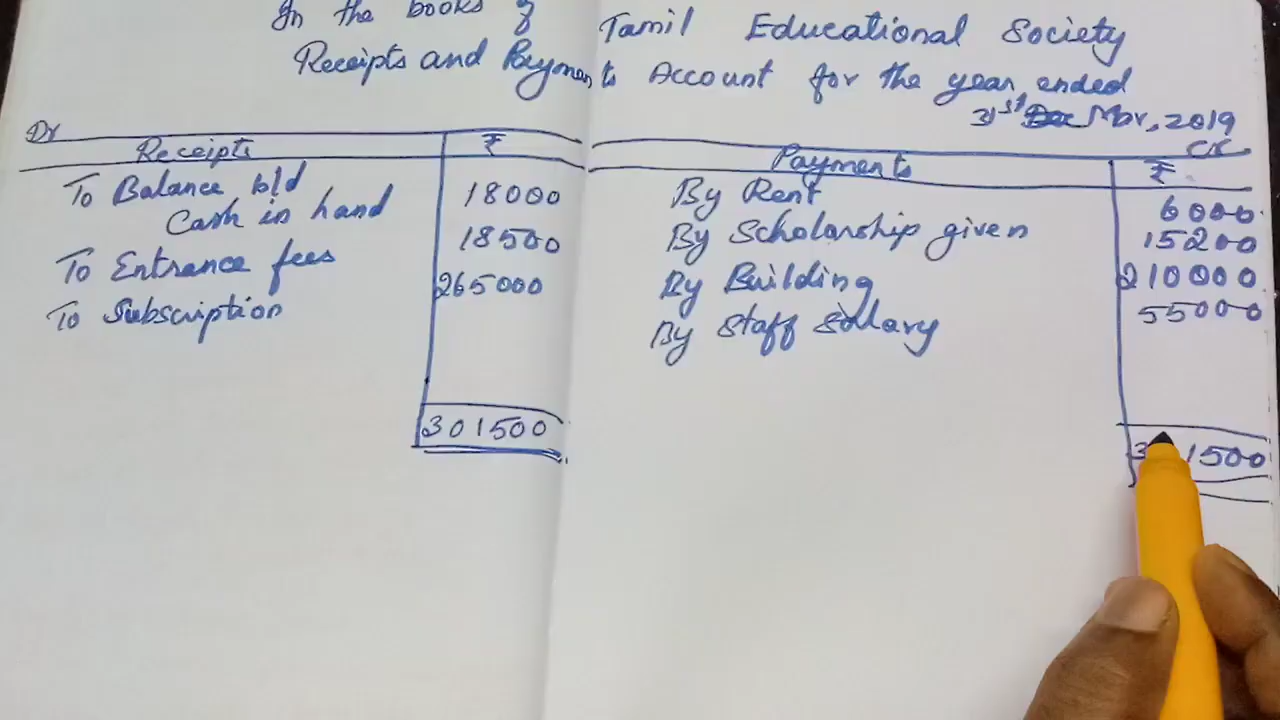 In the books of Tamil Educational Society
Receipts and Payments Account for the year ended
31st Mar, 2019
Dr
Cr
Receipts ₹
To Balance b/d
Cash in hand 18000
To Entrance fees 18500
To Subscription 265000
301500
Payments ₹
By Rent 6000
By Scholarship given 15200
By Building 210000
By Staff Salary 55000
1500